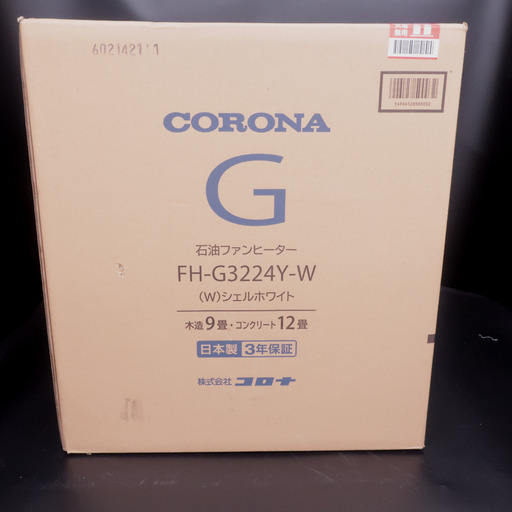 6021421'1
CORONA
G
石油ファンヒーター
FH-G3224Y-W
(W)シェルホワイト
木造9畳・コンクリート12畳
日本製 3年保証
株式会社 コロナ